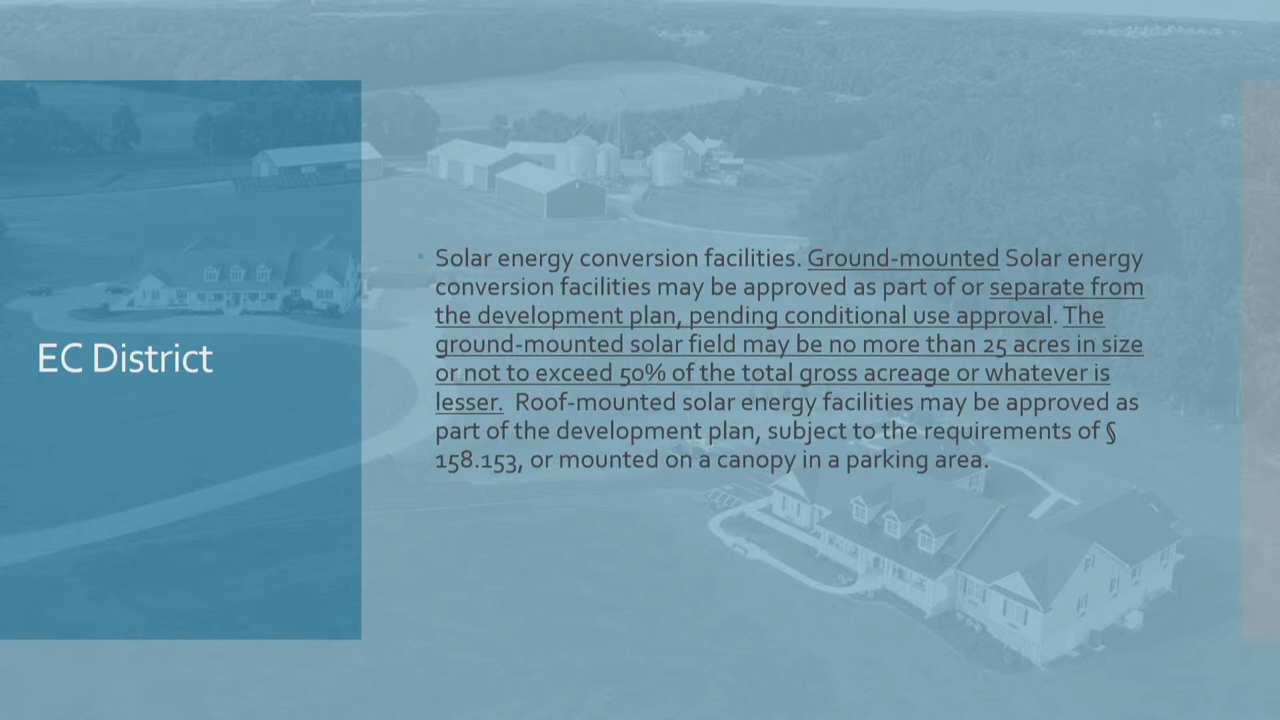 EC District
• Solar energy conversion facilities. Ground-mounted Solar energy
conversion facilities may be approved as part of or separate from
the development plan, pending conditional use approval. The
ground-mounted solar field may be no more than 25 acres in size
or not to exceed 50% of the total gross acreage or whatever is
lesser. Roof-mounted solar energy facilities may be approved as
part of the development plan, subject to the requirements of §
158.153, or mounted on a canopy in a parking area.